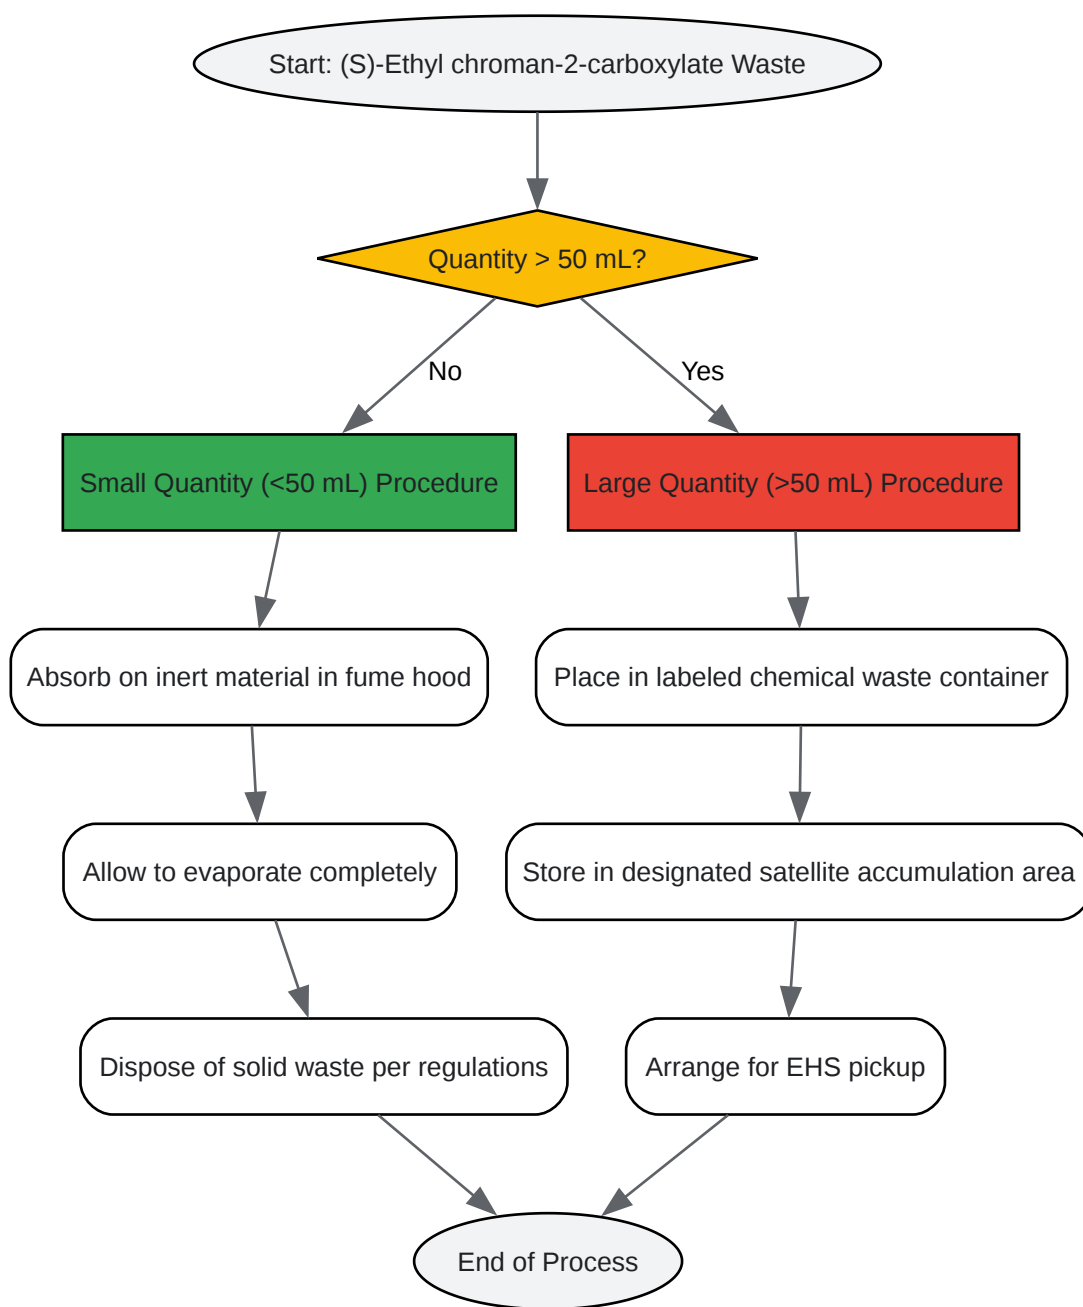 Start: (S)-Ethyl chroman-2-carboxylate Waste
Quantity > 50 mL?
No
Yes
Small Quantity (<50 mL) Procedure
Large Quantity (>50 mL) Procedure
Absorb on inert material in fume hood
Place in labeled chemical waste container
Allow to evaporate completely
Store in designated satellite accumulation area
Dispose of solid waste per regulations
Arrange for EHS pickup
End of Process